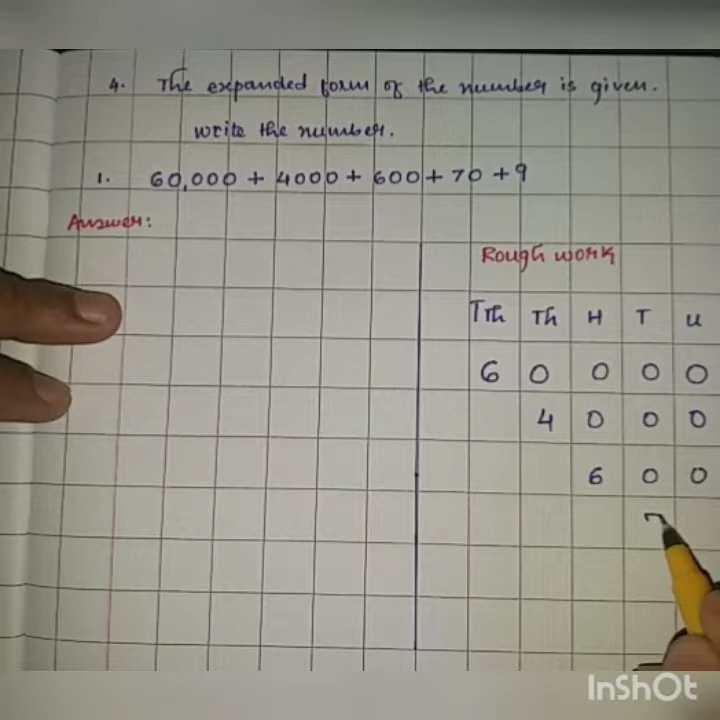 4. The expanded form of the number is given.
write the number.
1. 60,000 + 4000 + 600 + 70 + 9
Answer:
Rough work
Tth Th H T U
6 0 0 0 0
4 0 0 0
6 0 0
7
InShOt